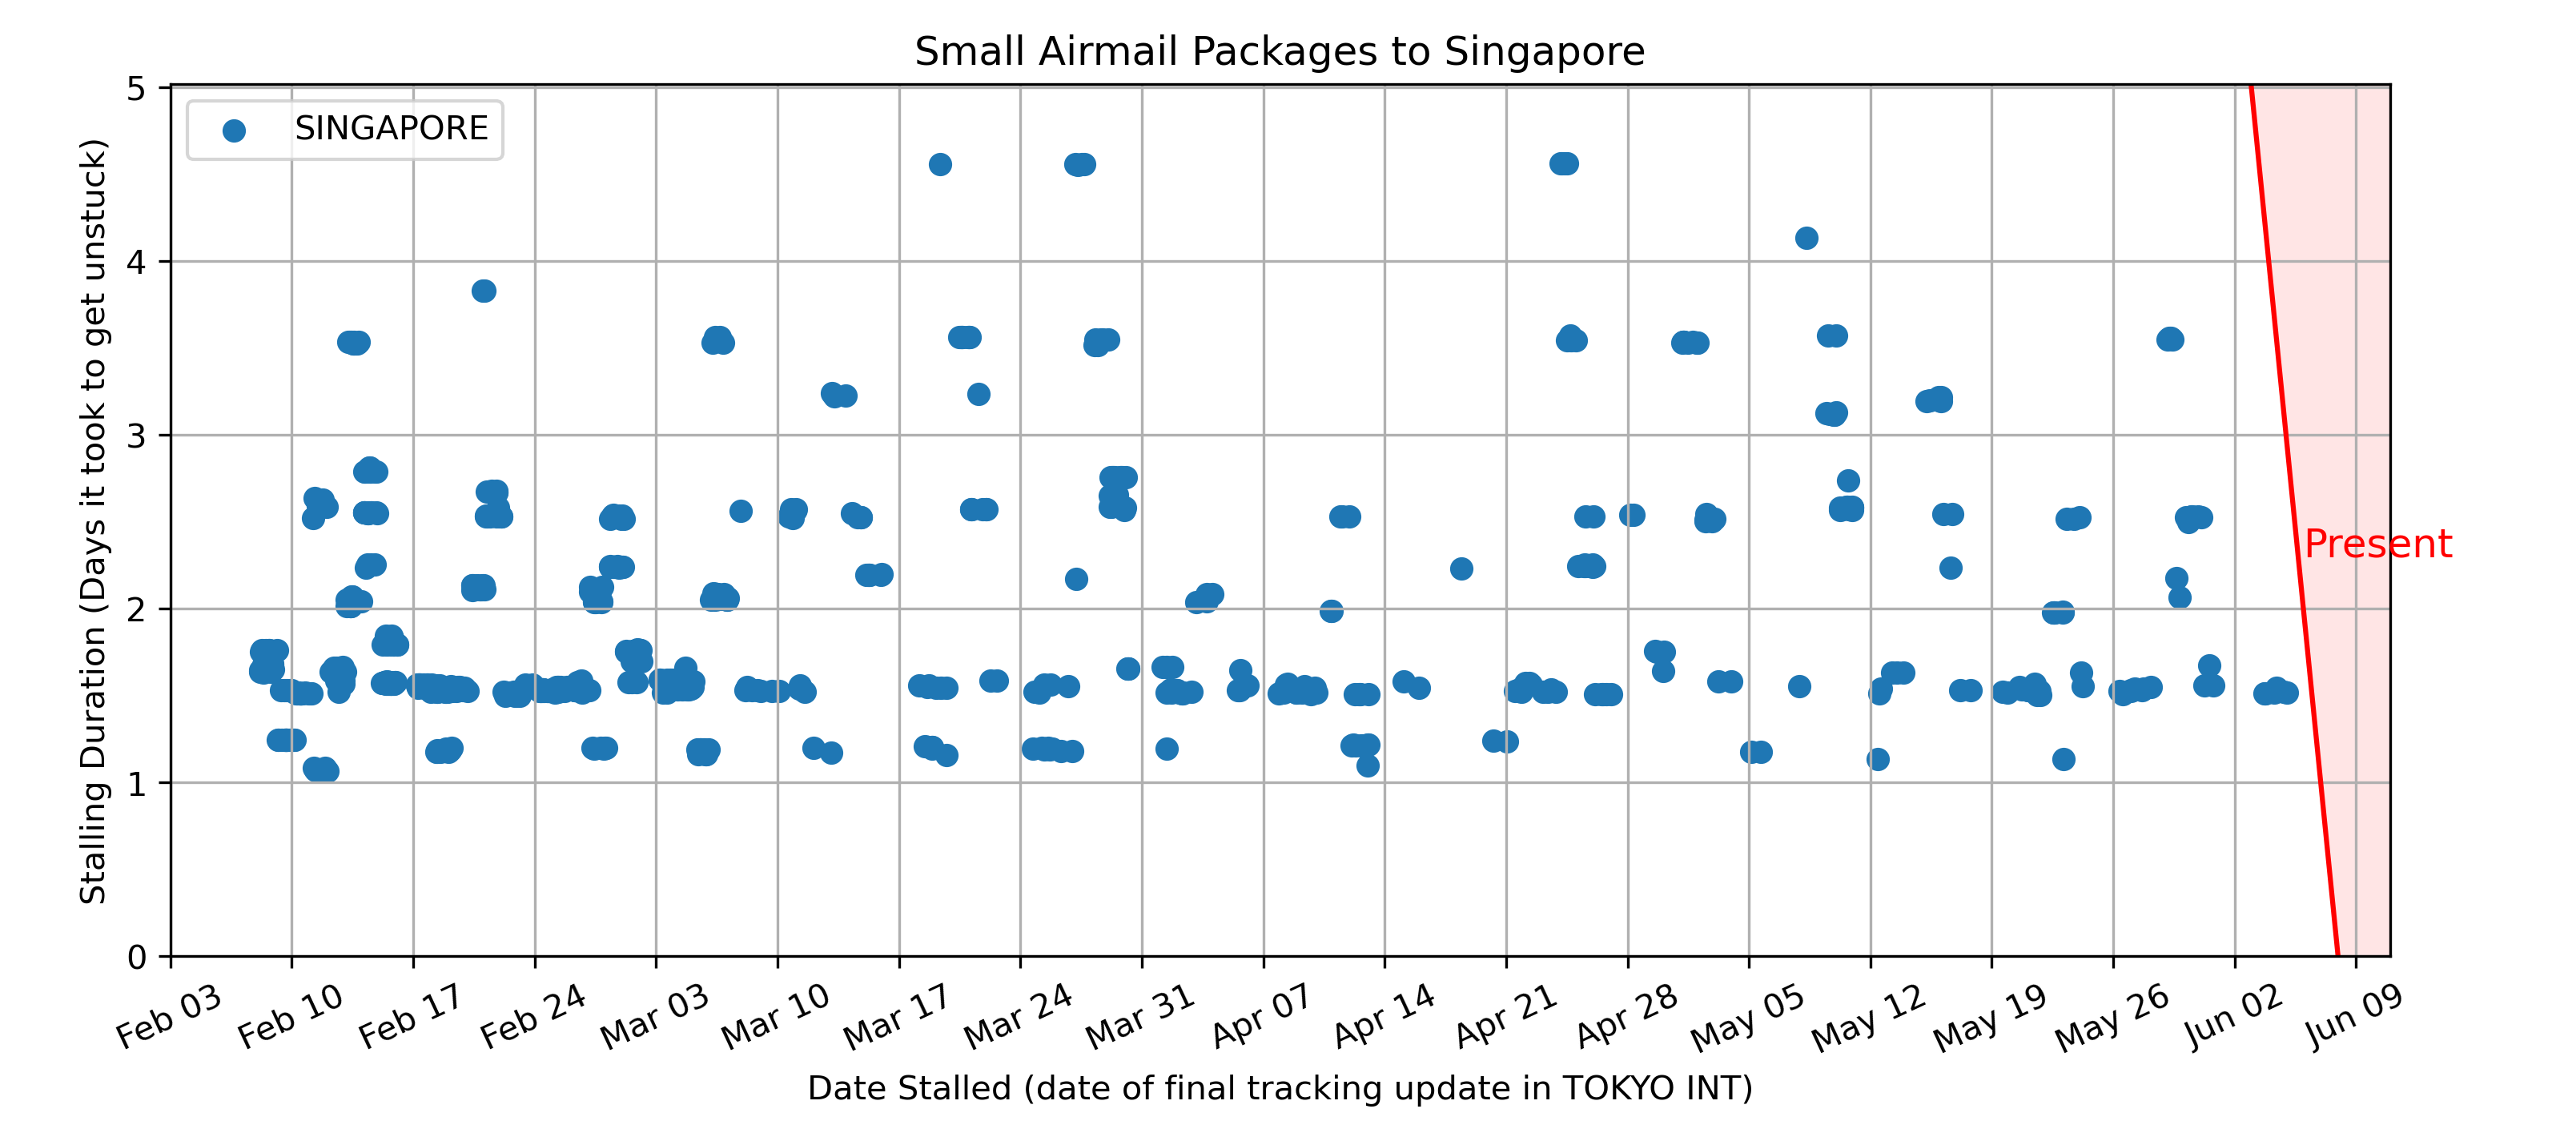 Small Airmail Packages to Singapore
SINGAPORE
Stalling Duration (Days it took to get unstuck)
5
4
3
2
1
0
Present
Feb 03
Feb 10
Feb 17
Feb 24
Mar 03
Mar 10
Mar 17
Mar 24
Mar 31
Apr 07
Apr 14
Apr 21
Apr 28
May 05
May 12
May 19
May 26
Jun 02
Jun 09
Date Stalled (date of final tracking update in TOKYO INT)